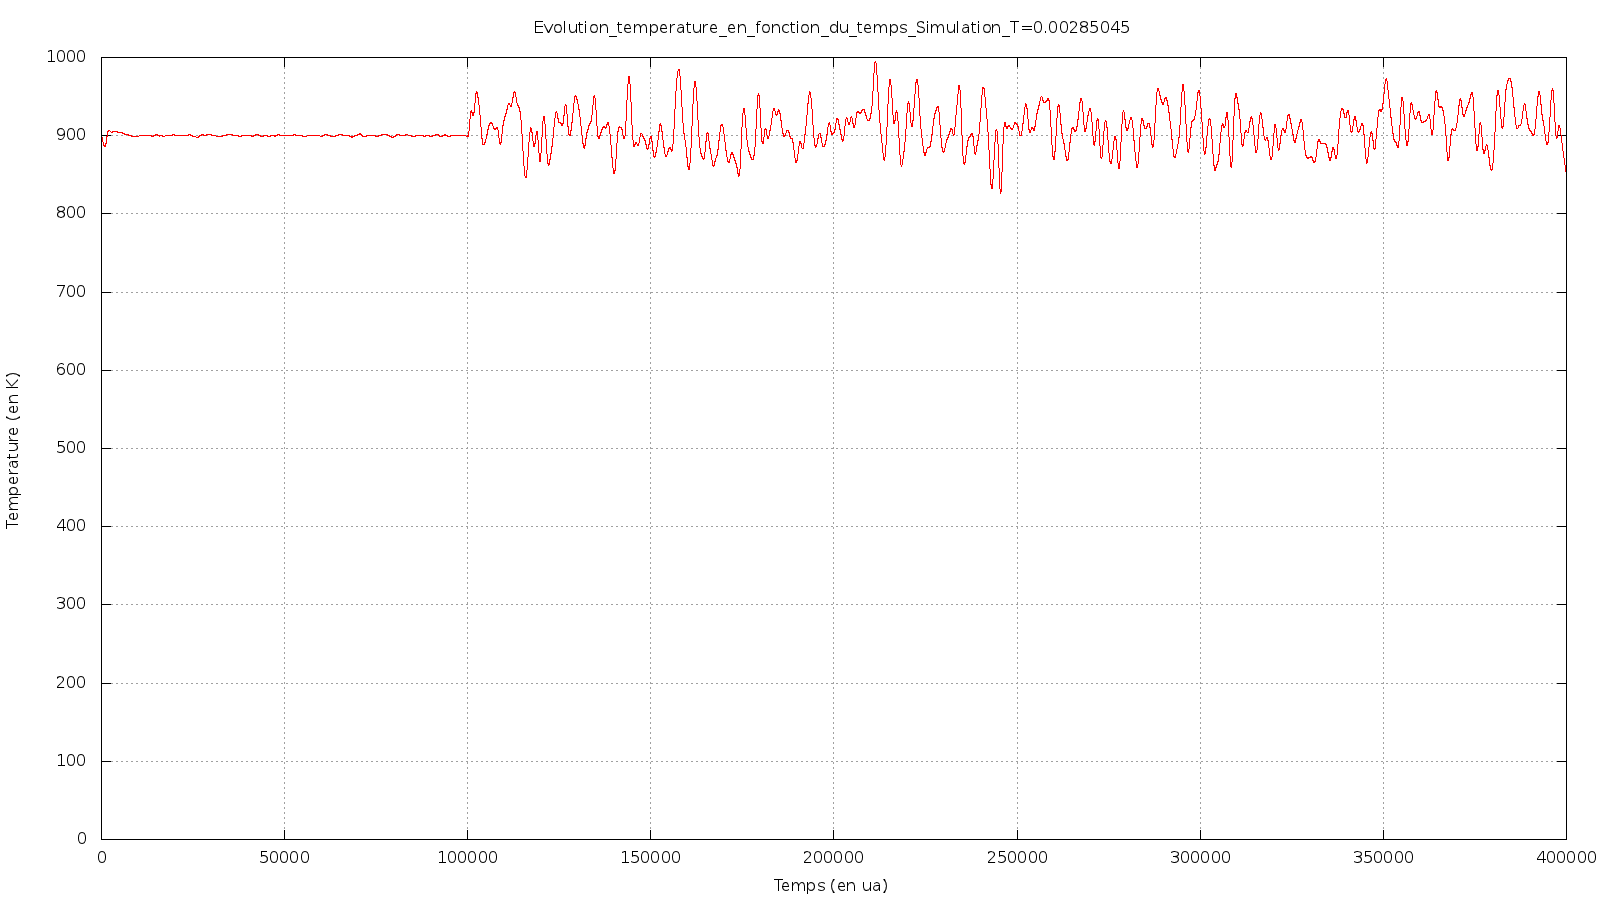 Evolution_temperature_en_fonction_du_temps_Simulation_T=0.00285045
1000
900
800
700
600
500
400
300
200
100
0
Temperature (en K)
0 50000 100000 150000 200000 250000 300000 350000 400000
Temps (en ua)